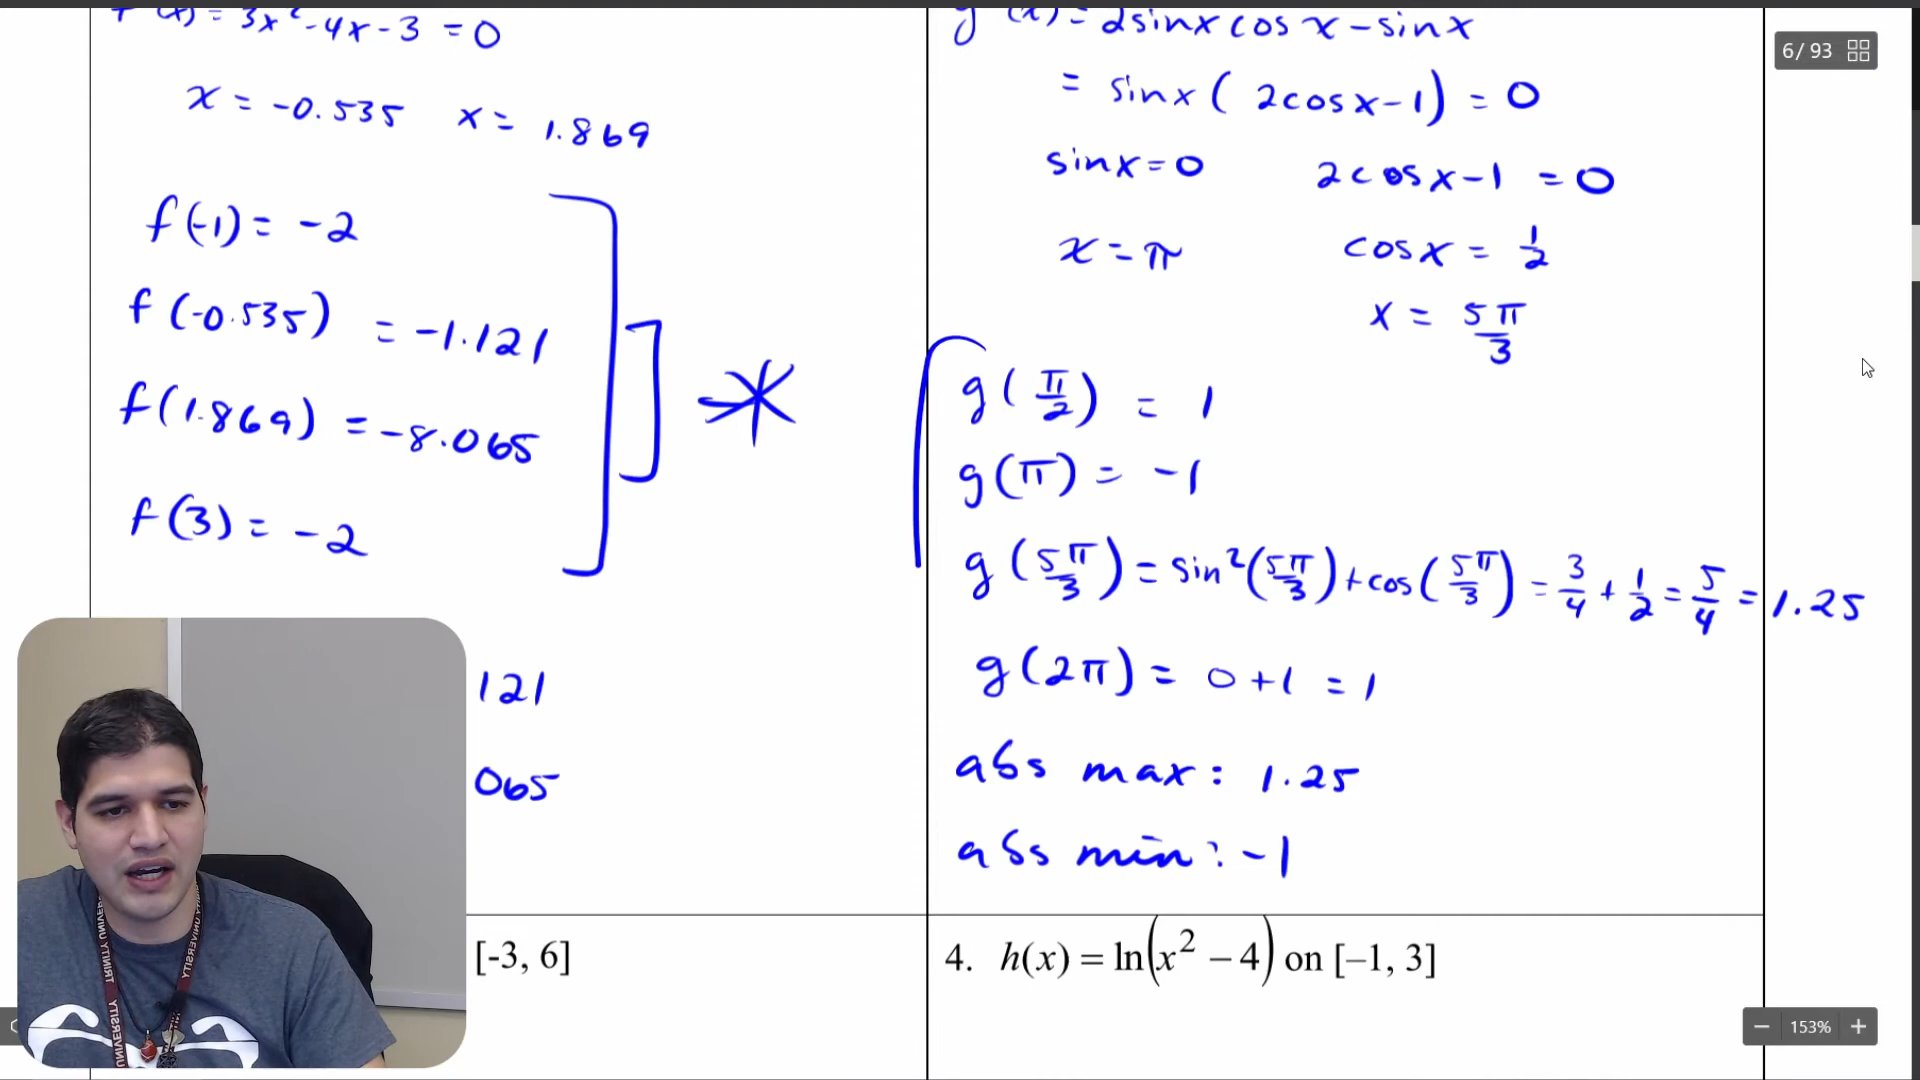 f'(x) = 3x² - 4x - 3 = 0
x = -0.535 x = 1.869
f(-1) = -2
f(-0.535) = -1.121
f(1.869) = -8.065
f(3) = -2
121
065
[-3, 6]
g'(x) = 2sinx cosx - sinx
= sinx(2cosx-1) = 0
sinx = 0 2cosx-1 = 0
x = π cosx = 1/2
x = 5π/3
g(π/2) = 1
g(π) = -1
g(5π/3) = sin²(5π/3) + cos(5π/3) = 3/4 + 1/2 = 5/4 = 1.25
g(2π) = 0+1 = 1
abs max: 1.25
abs min: -1
4. h(x) = ln(x² - 4) on [-1, 3]
6 / 93
153%
TRINITY UNIVERSITY
UNIVERSITY